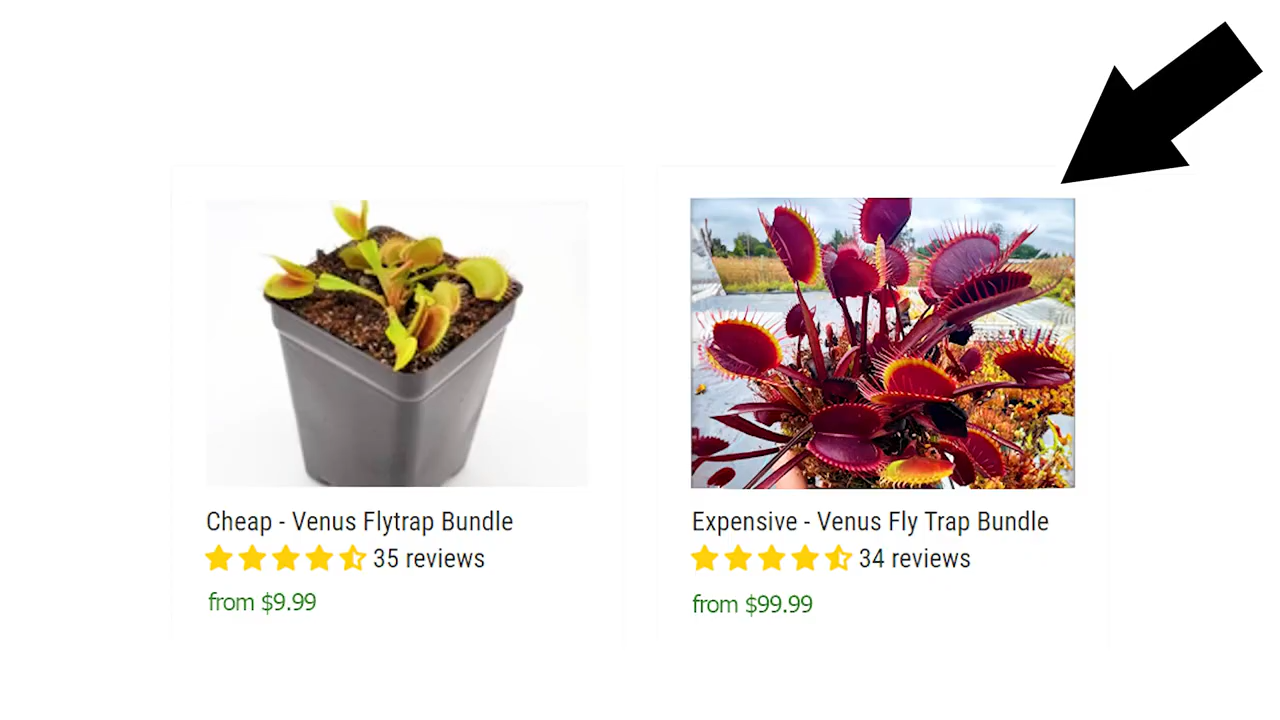 Cheap - Venus Flytrap Bundle
35 reviews
from $9.99
Expensive - Venus Fly Trap Bundle
34 reviews
from $99.99